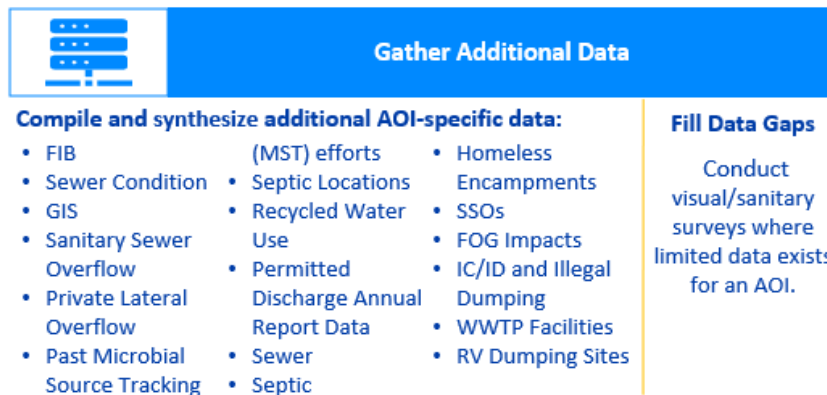 Gather Additional Data
Compile and synthesize additional AOI-specific data:
• FIB
• Sewer Condition
• GIS
• Sanitary Sewer
Overflow
• Private Lateral
Overflow
• Past Microbial
Source Tracking
(MST) efforts
• Septic Locations
• Recycled Water
Use
• Permitted
Discharge Annual
Report Data
• Sewer
• Septic
• Homeless
Encampments
• SSOs
• FOG Impacts
• IC/ID and Illegal
Dumping
• WWTP Facilities
• RV Dumping Sites
Fill Data Gaps
Conduct
visual/sanitary
surveys where
limited data exists
for an AOI.